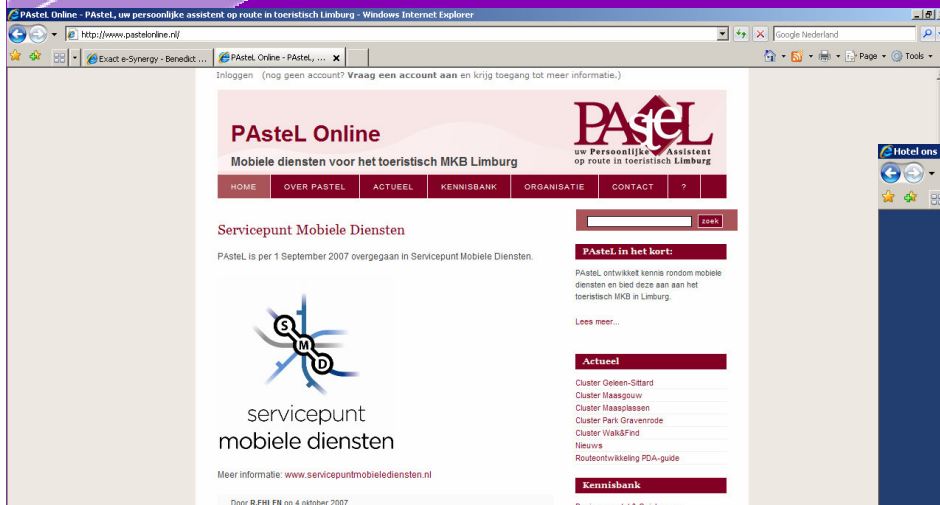 PAsteL Online - PAsteL, uw persoonlijke assistent op route in toeristisch Limburg - Windows Internet Explorer
http://www.pastelonline.nl/
Google Nederland
Exact e-Synergy - Benedict ...
PAsteL Online - PAsteL, ...
Page
Tools
Inloggen (nog geen account? Vraag een account aan en krijg toegang tot meer informatie.)
PAsteL Online
Mobiele diensten voor het toeristisch MKB Limburg
PAsteL
uw Persoonlijke Assistent
op route in toeristisch Limburg
HOME OVER PASTEL ACTUEEL KENNISBANK ORGANISATIE CONTACT ?
zoek
Servicepunt Mobiele Diensten
PAsteL is per 1 September 2007 overgegaan in Servicepunt Mobiele Diensten.
S M D
servicepunt
mobiele diensten
Meer informatie: www.servicepuntmobielediensten.nl
Door R.EHLEN op 4 oktober 2007
PAsteL in het kort:
PAsteL ontwikkelt kennis rondom mobiele
diensten en bied deze aan aan het
toeristisch MKB in Limburg.
Lees meer...
Actueel
Cluster Geleen-Sittard
Cluster Maasgouw
Cluster Maasplassen
Cluster Park Gravenrode
Cluster Walk&Find
Nieuws
Routeontwikkeling PDA-guide
Kennisbank
Hotel ons